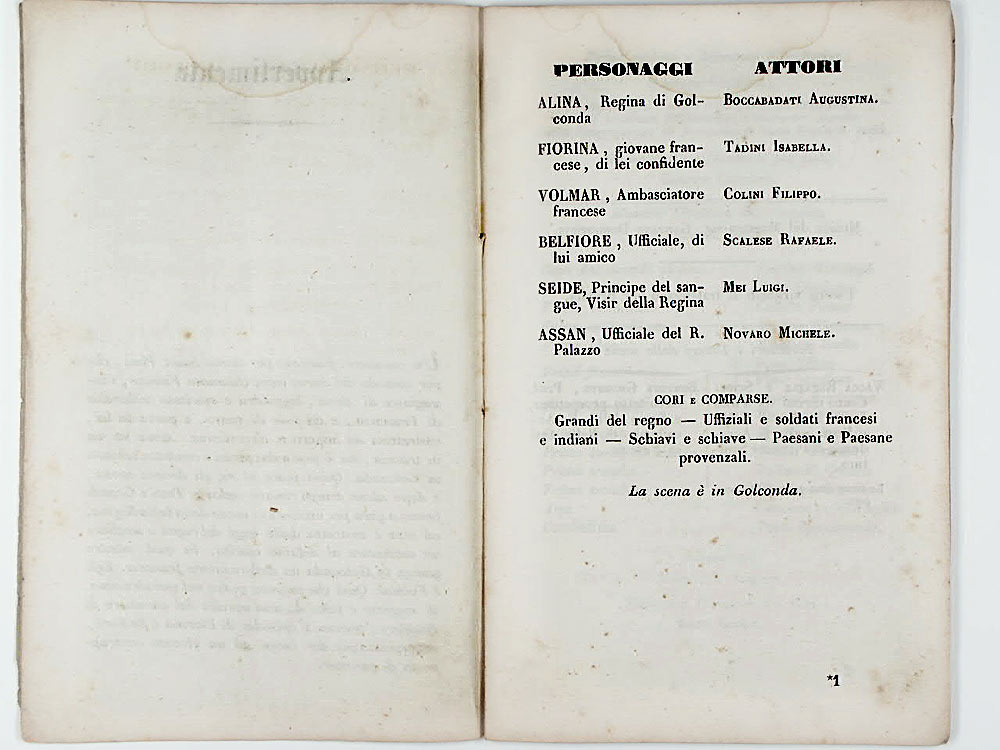 PERSONAGGI ATTORI
ALINA, Regina di Gol- BOCCABADATI AUGUSTINA.
conda
FIORINA, giovane fran- TADINI ISABELLA.
cese, di lei confidente
VOLMAR, Ambasciatore COLINI FILIPPO.
francese
BELFIORE, Ufficiale, di SCALESE RAFAELE.
lui amico
SEIDE, Principe del san- MEI LUIGI.
gue, Visir della Regina
ASSAN, Ufficiale del R. NOVARO MICHELE.
Palazzo
CORI E COMPARSE.
Grandi del regno — Uffiziali e soldati francesi
e indiani — Schiavi e schiave — Paesani e Paesane
provenzali.
La scena è in Golconda.
*1